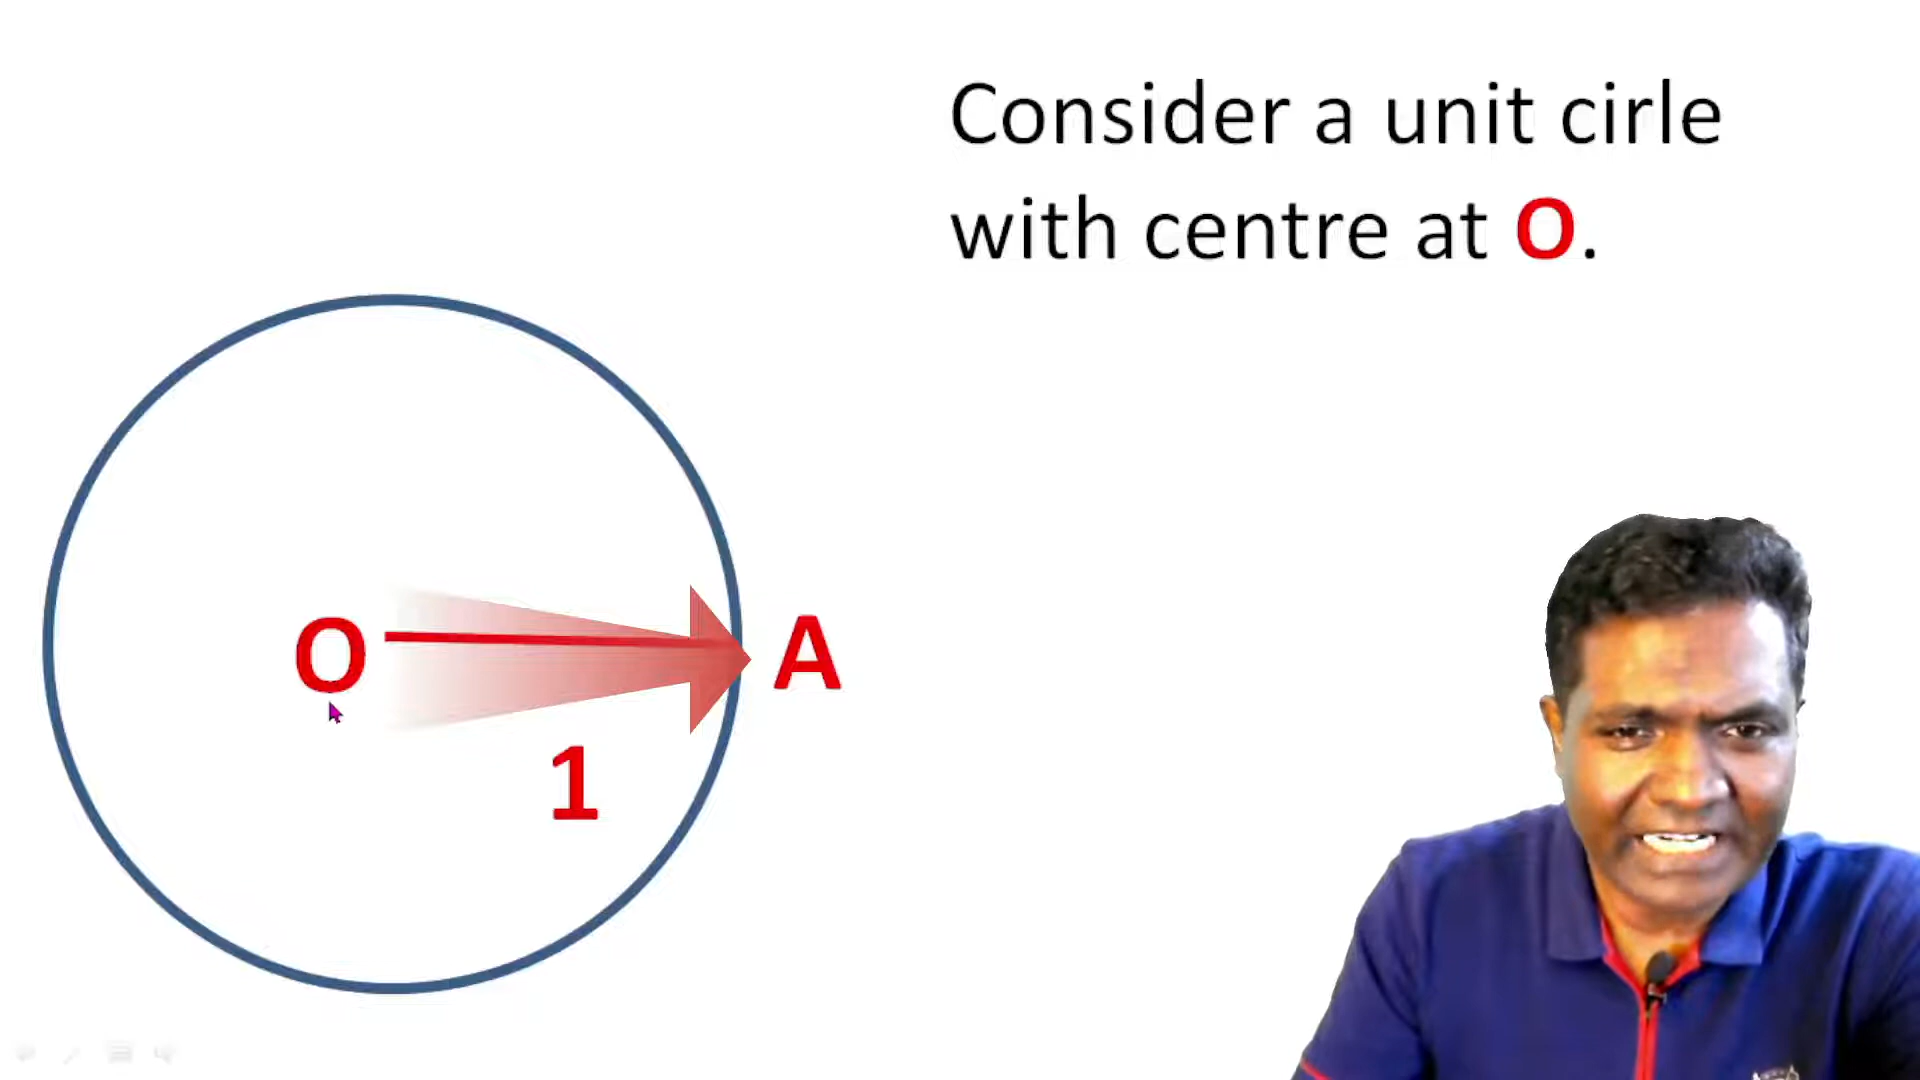 Consider a unit cirle
with centre at O.
O
A
1